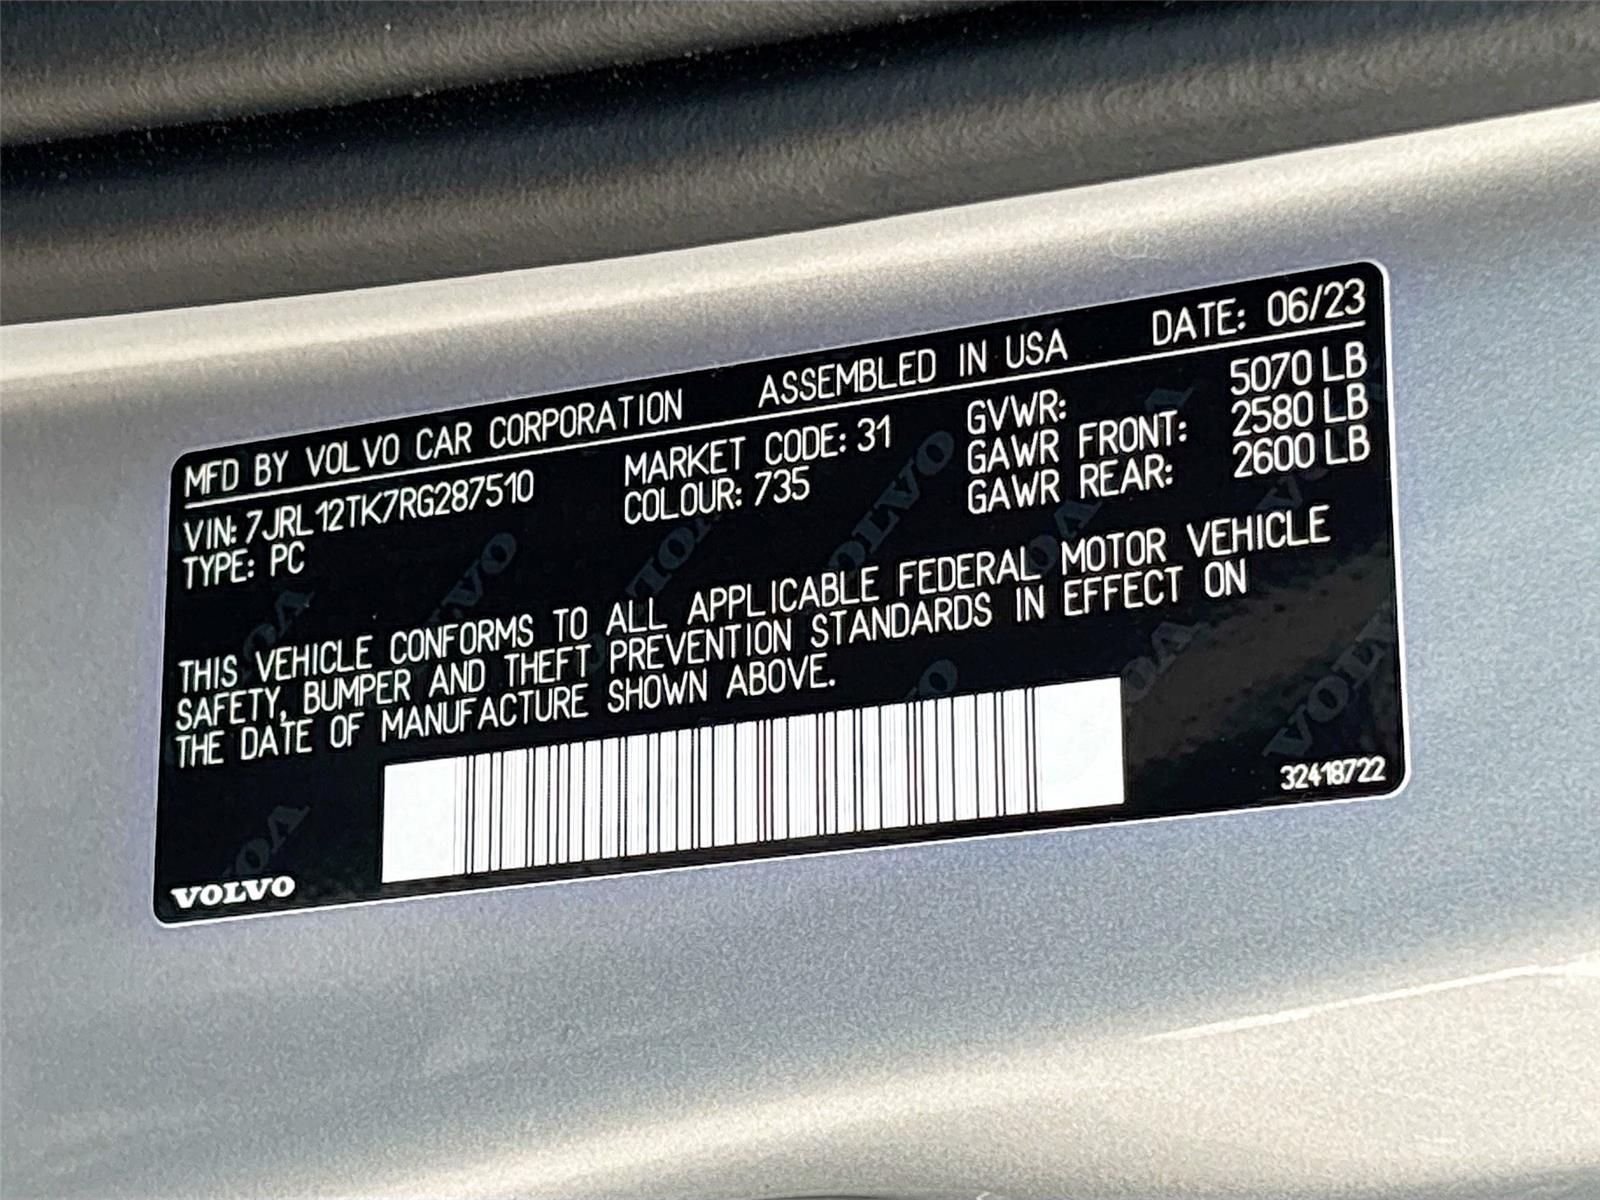 MFD BY VOLVO CAR CORPORATION ASSEMBLED IN USA DATE: 06/23
VIN: 7JRL12TK7RG287510 MARKET CODE: 31 GVWR: 5070 LB
TYPE: PC COLOUR: 735 GAWR FRONT: 2580 LB
GAWR REAR: 2600 LB
THIS VEHICLE CONFORMS TO ALL APPLICABLE FEDERAL MOTOR VEHICLE
SAFETY, BUMPER AND THEFT PREVENTION STANDARDS IN EFFECT ON
THE DATE OF MANUFACTURE SHOWN ABOVE.
32418722
VOLVO